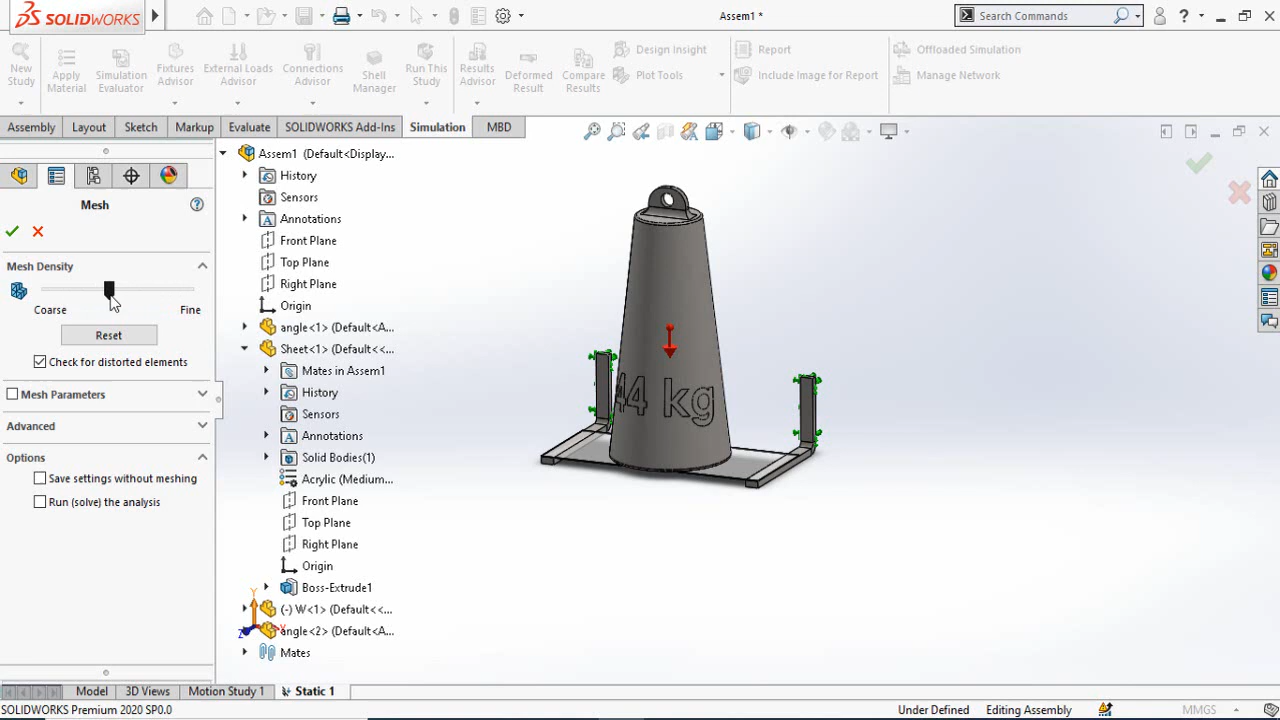 SOLIDWORKS
Assem1 *
Search Commands
New Study
Apply Material
Simulation Evaluator
Fixtures Advisor
External Loads Advisor
Connections Advisor
Shell Manager
Run This Study
Results Advisor
Deformed Result
Compare Results
Design Insight
Plot Tools
Report
Include Image for Report
Offloaded Simulation
Manage Network
Assembly
Layout
Sketch
Markup
Evaluate
SOLIDWORKS Add-Ins
Simulation
MBD
Mesh
Mesh Density
Coarse
Fine
Reset
Check for distorted elements
Mesh Parameters
Advanced
Options
Save settings without meshing
Run (solve) the analysis
Assem1 (Default<Display...
History
Sensors
Annotations
Front Plane
Top Plane
Right Plane
Origin
angle<1> (Default<A...
Sheet<1> (Default<<...
Mates in Assem1
History
Sensors
Annotations
Solid Bodies(1)
Acrylic (Medium...
Front Plane
Top Plane
Right Plane
Origin
Boss-Extrude1
(-) W<1> (Default<<...
angle<2> (Default<A...
Mates
44 kg
Y
X
Z
Model
3D Views
Motion Study 1
Static 1
SOLIDWORKS Premium 2020 SP0.0
Under Defined
Editing Assembly
MMGS